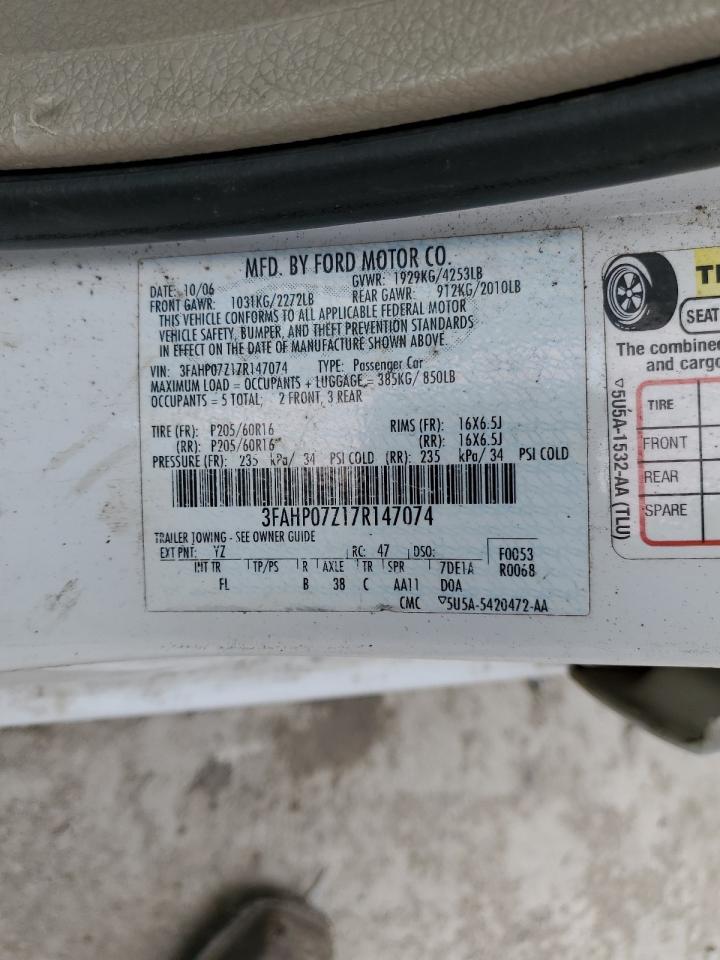 MFD. BY FORD MOTOR CO.
DATE: 10/06 GVWR: 1929KG/4253LB
FRONT GAWR: 1031KG/2272LB REAR GAWR: 912KG/2010LB
THIS VEHICLE CONFORMS TO ALL APPLICABLE FEDERAL MOTOR
VEHICLE SAFETY, BUMPER, AND THEFT PREVENTION STANDARDS
IN EFFECT ON THE DATE OF MANUFACTURE SHOWN ABOVE.
VIN: 3FAHP07Z17R147074 TYPE: Passenger Car
MAXIMUM LOAD = OCCUPANTS + LUGGAGE = 385KG/ 850LB
OCCUPANTS = 5 TOTAL: 2 FRONT, 3 REAR
TIRE (FR): P205/60R16 RIMS (FR): 16X6.5J
(RR): P205/60R16 (RR): 16X6.5J
PRESSURE (FR): 235 kPa/ 34 PSI COLD (RR): 235 kPa/ 34 PSI COLD
3FAHP07Z17R147074
TRAILER TOWING - SEE OWNER GUIDE
EXT PNT: YZ RC: 47 DSO: F0053
INT TR TP/PS R AXLE TR SPR 7DE1A R0068
FL B 38 C AA11 D0A
CMC ▽5U5A-5420472-AA
SEAT
The combine
and cargo
TIRE
FRONT
REAR
SPARE
▽5U5A-1532-AA (TLU)